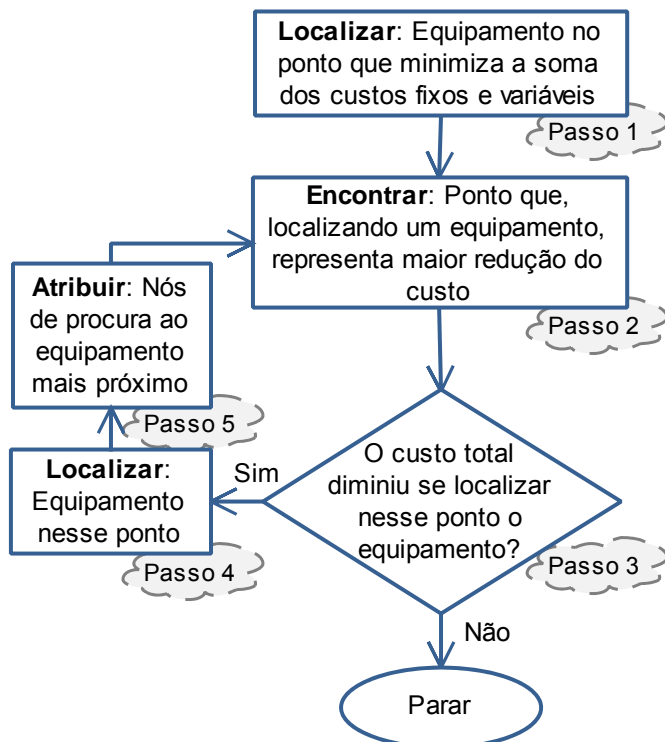 Localizar: Equipamento no
ponto que minimiza a soma
dos custos fixos e variáveis
Passo 1
Encontrar: Ponto que,
localizando um equipamento,
representa maior redução do
custo
Passo 2
Atribuir: Nós
de procura ao
equipamento
mais próximo
Passo 5
Localizar:
Equipamento
nesse ponto
Passo 4
Sim
O custo total
diminiu se localizar
nesse ponto o
equipamento?
Passo 3
Não
Parar